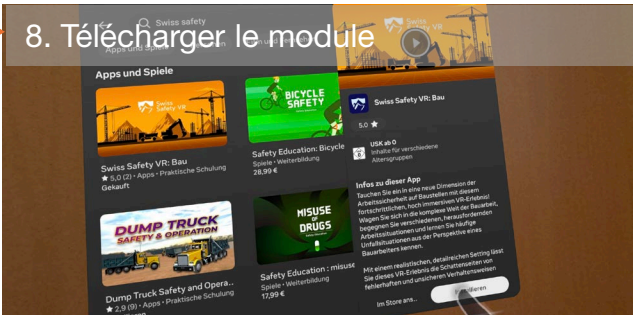 8. Télécharger le module
Swiss safety
Apps und Spiele
Apps und Spiele
Swiss
Safety VR
Swiss Safety VR: Bau
★ 5,0 (2) • Apps • Praktische Schulung
Gekauft
BICYCLE
SAFETY
Safety Education: Bicycle
Spiele • Weiterbildung
28,99 €
DUMP TRUCK
SAFETY & OPERATION
Dump Truck Safety and Opera..
★ 2,9 (9) • Apps • Praktische Schulung
MISUSE
OF
DRUGS
Safety Education : misuse
Spiele • Weiterbildung
17,99 €
Swiss
Safety VR
Swiss Safety VR: Bau
5,0 ★
USK ab 0
Inhalte für verschiedene
Altersgruppen
Infos zu dieser App
Tauchen Sie ein in eine neue Dimension der
Arbeitssicherheit auf Baustellen mit diesem
fortschrittlichen, hoch immersiven VR-Erlebnis!
Wagen Sie sich in die komplexe Welt der Bauarbeit,
begegnen Sie verschiedenen, herausfordernden
Arbeitssituationen und lernen Sie häufige
Unfallsituationen aus der Perspektive eines
Bauarbeiters kennen.
Mit einem realistischen, detailreichen Setting lässt
Sie dieses VR-Erlebnis die Schattenseiten von
fehlerhaften und unsicheren Verhaltensweisen
Im Store ans..